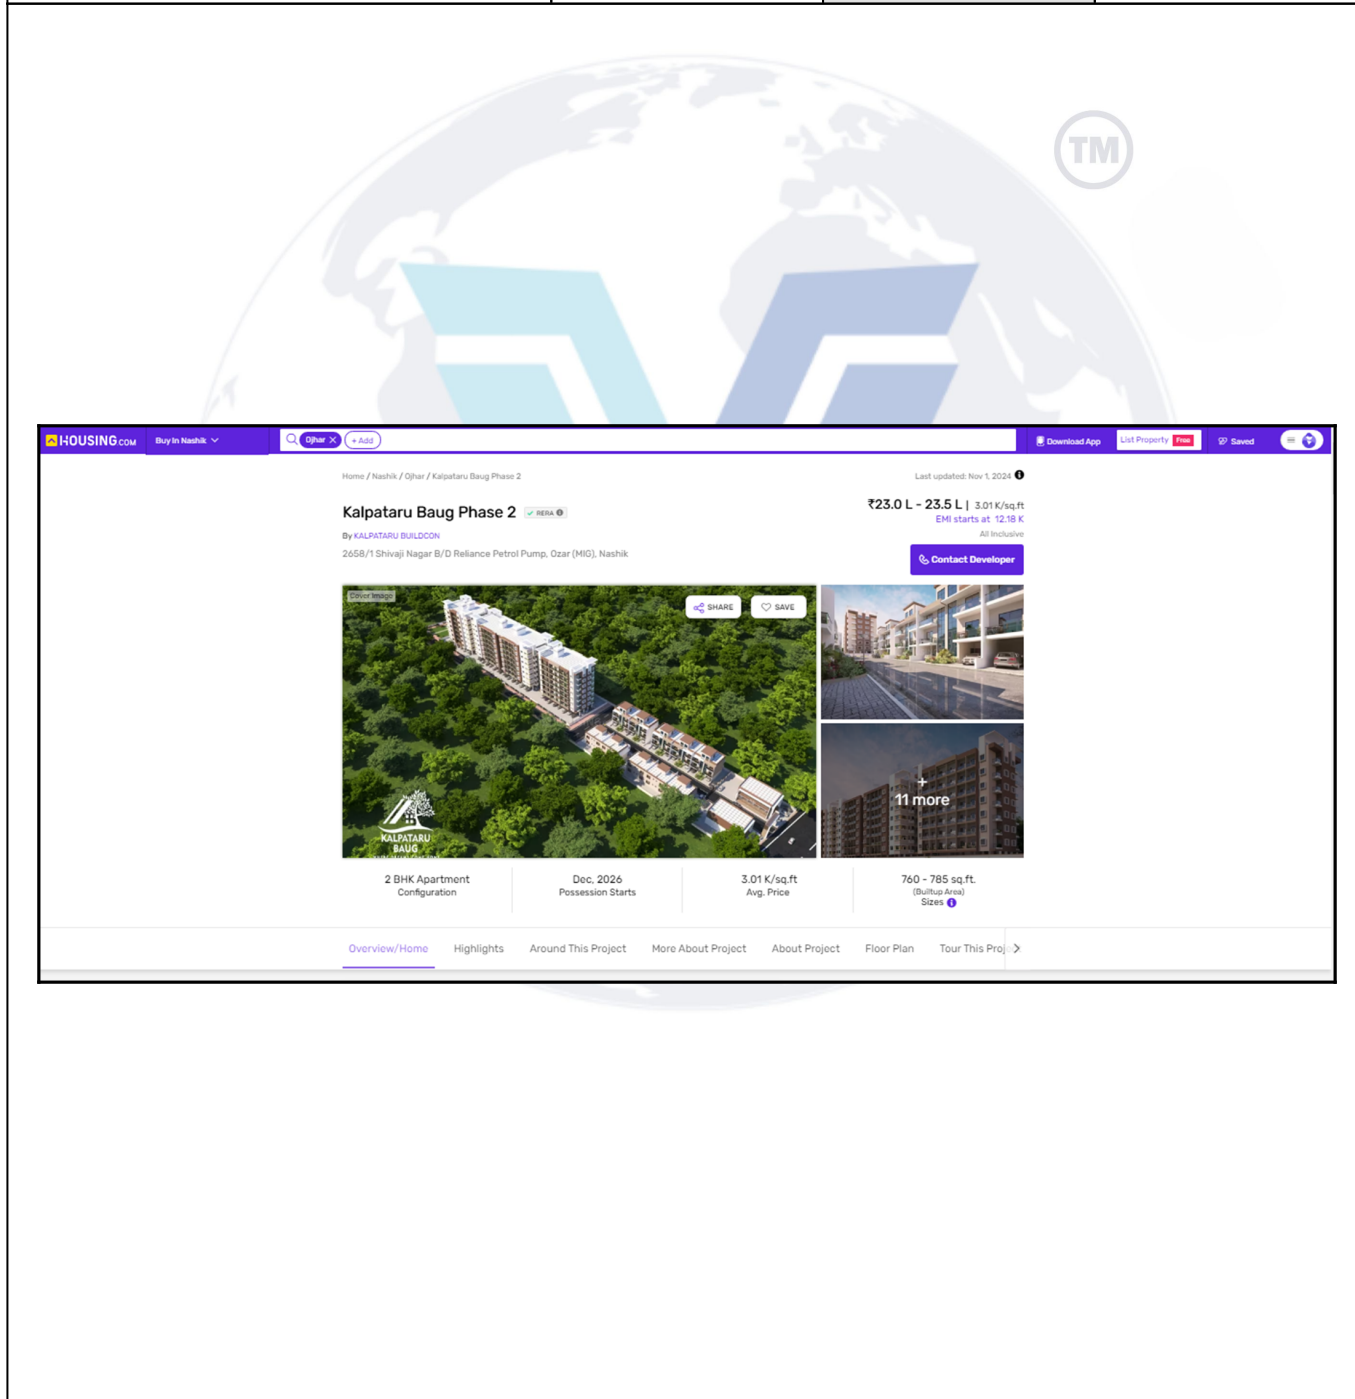 TM
HOUSING.COM
Buy In Nashik
Ojhar
+ Add
Download App
List Property Free
Saved
Home / Nashik / Ojhar / Kalpataru Baug Phase 2
Last updated: Nov 1, 2024
Kalpataru Baug Phase 2
RERA
₹23.0 L - 23.5 L | 3.01 K/sq.ft
EMI starts at 12.18 K
All Inclusive
By KALPATARU BUILDCON
2658/1 Shivaji Nagar B/D Reliance Petrol Pump, Ozar (MIG), Nashik
Contact Developer
Cover Image
SHARE
SAVE
+
11 more
KALPATARU
BAUG
2 BHK Apartment
Configuration
Dec, 2026
Possession Starts
3.01 K/sq.ft
Avg. Price
760 - 785 sq.ft.
(Builtup Area)
Sizes
Overview/Home
Highlights
Around This Project
More About Project
About Project
Floor Plan
Tour This Proj